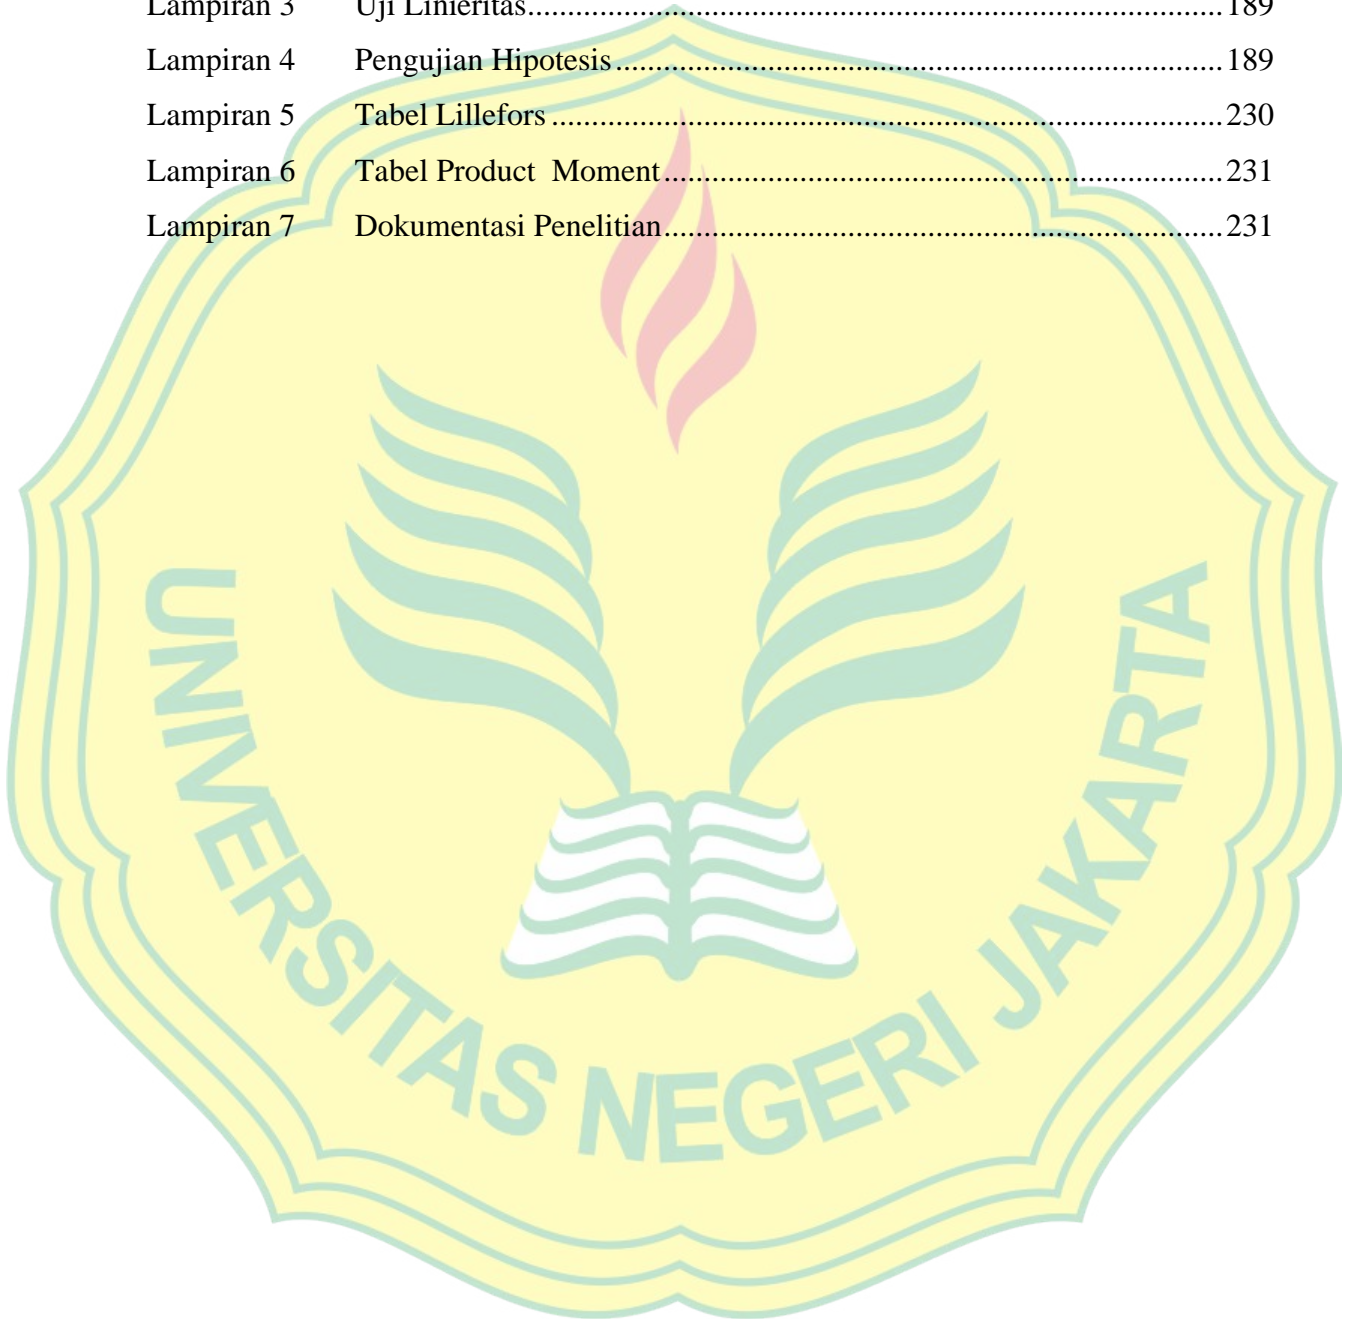 Lampiran 3 Uji Linieritas..........................................................................................189
Lampiran 4 Pengujian Hipotesis................................................................................189
Lampiran 5 Tabel Lillefors........................................................................................230
Lampiran 6 Tabel Product  Moment..........................................................................231
Lampiran 7 Dokumentasi Penelitian..........................................................................231
UNIVERSITAS NEGERI JAKARTA